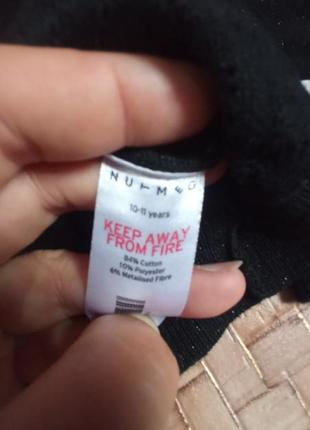 NUTMEG
10-11 years
KEEP AWAY
FROM FIRE
84% Cotton
10% Polyester
6% Metallised Fibre